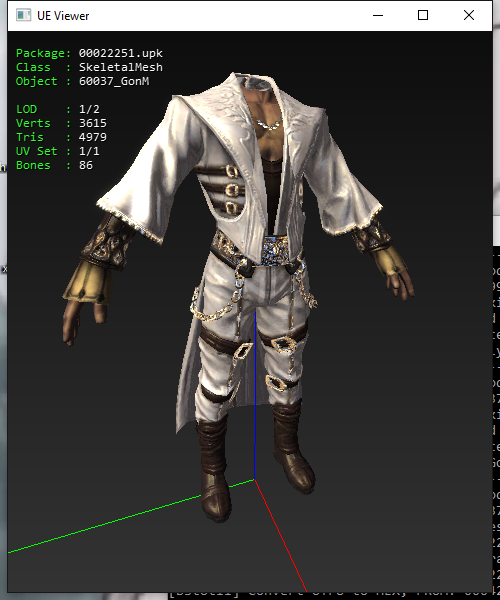 UE Viewer
Package: 00022251.upk
Class : SkeletalMesh
Object : 60037_GonM
LOD : 1/2
Verts : 3615
Tris : 4979
UV Set : 1/1
Bones : 86